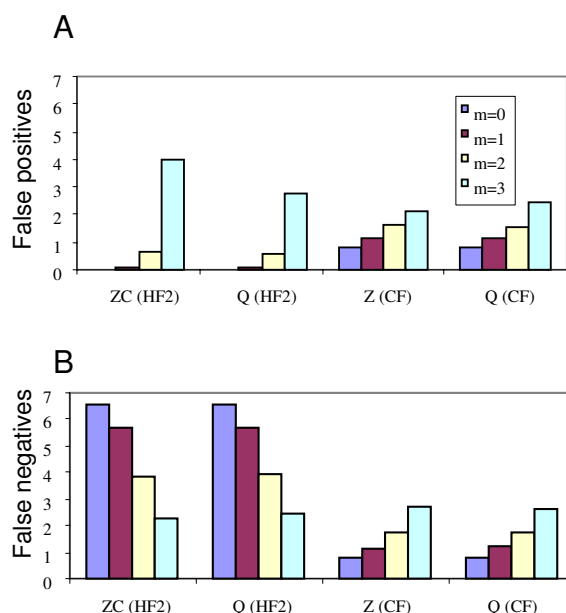 A
False positives
7
6
5
4
3
2
1
0
m=0
m=1
m=2
m=3
ZC (HF2) Q (HF2) Z (CF) Q (CF)
B
False negatives
7
6
5
4
3
2
1
0
ZC (HF2) Q (HF2) Z (CF) Q (CF)